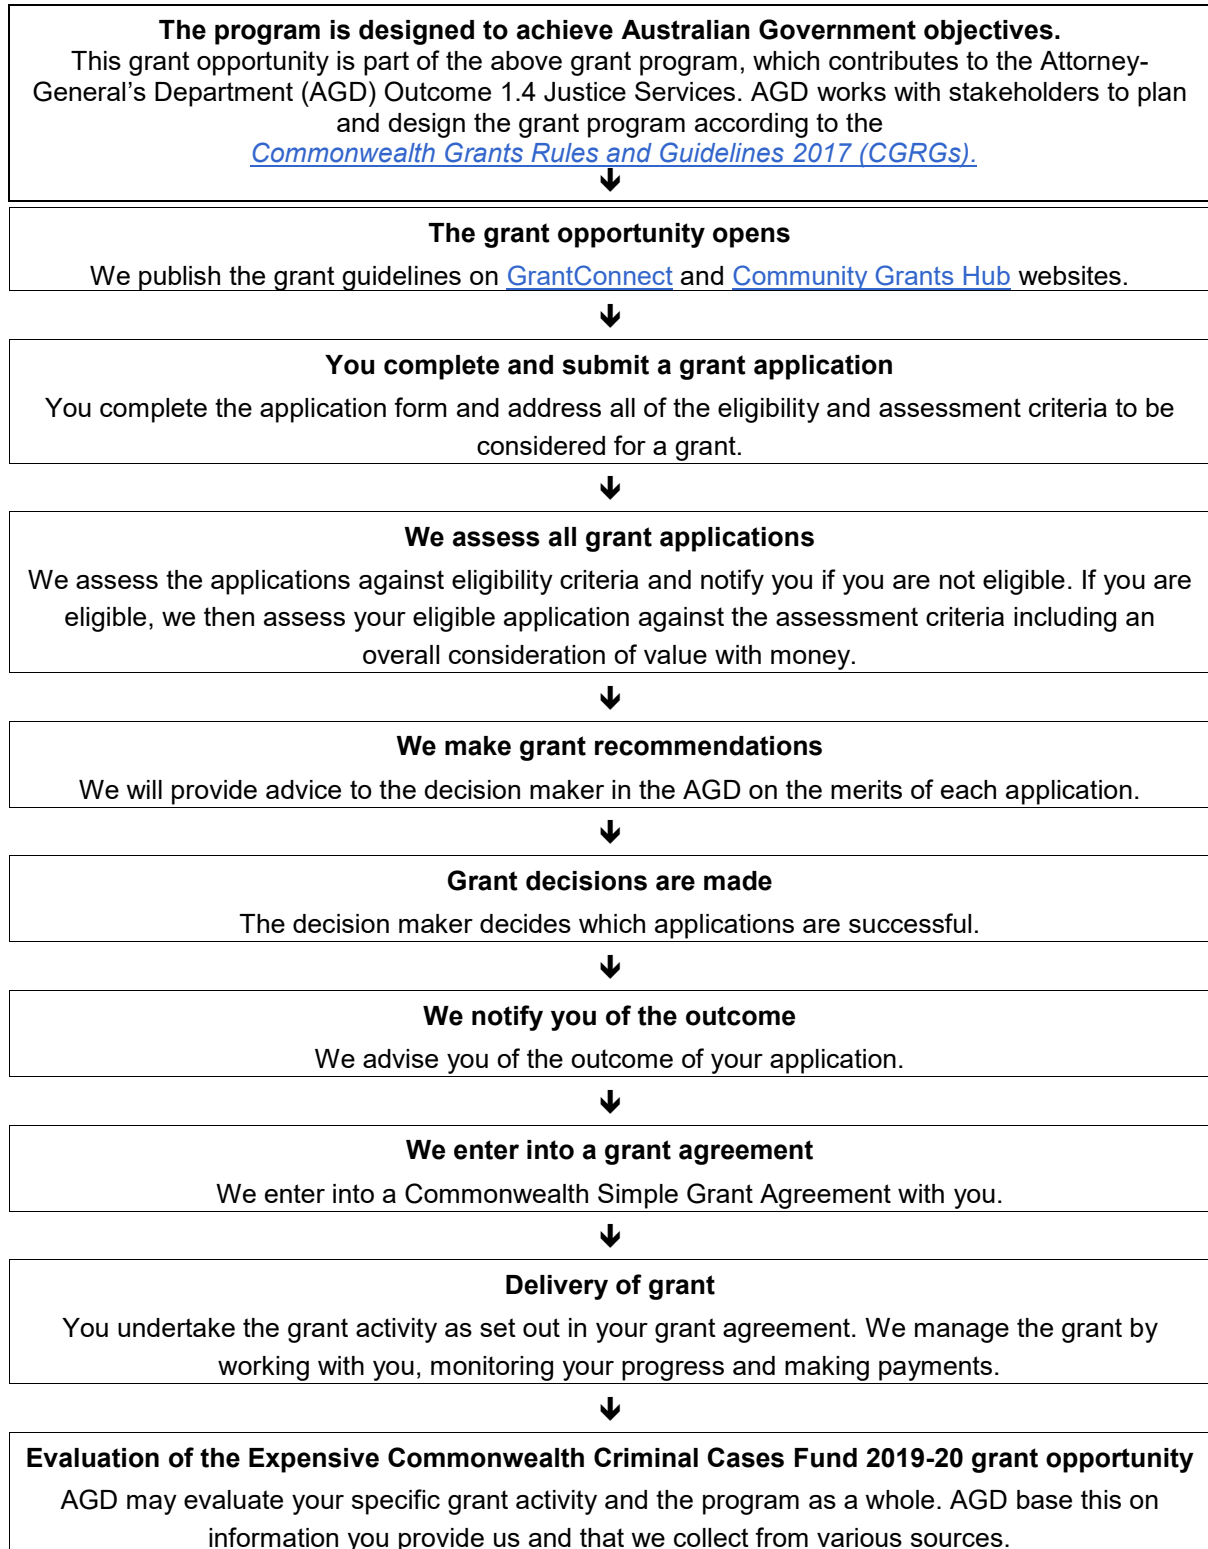 The program is designed to achieve Australian Government objectives.
This grant opportunity is part of the above grant program, which contributes to the Attorney-
General’s Department (AGD) Outcome 1.4 Justice Services. AGD works with stakeholders to plan
and design the grant program according to the
Commonwealth Grants Rules and Guidelines 2017 (CGRGs).
The grant opportunity opens
We publish the grant guidelines on GrantConnect and Community Grants Hub websites.
You complete and submit a grant application
You complete the application form and address all of the eligibility and assessment criteria to be
considered for a grant.
We assess all grant applications
We assess the applications against eligibility criteria and notify you if you are not eligible. If you are
eligible, we then assess your eligible application against the assessment criteria including an
overall consideration of value with money.
We make grant recommendations
We will provide advice to the decision maker in the AGD on the merits of each application.
Grant decisions are made
The decision maker decides which applications are successful.
We notify you of the outcome
We advise you of the outcome of your application.
We enter into a grant agreement
We enter into a Commonwealth Simple Grant Agreement with you.
Delivery of grant
You undertake the grant activity as set out in your grant agreement. We manage the grant by
working with you, monitoring your progress and making payments.
Evaluation of the Expensive Commonwealth Criminal Cases Fund 2019-20 grant opportunity
AGD may evaluate your specific grant activity and the program as a whole. AGD base this on
information you provide us and that we collect from various sources.